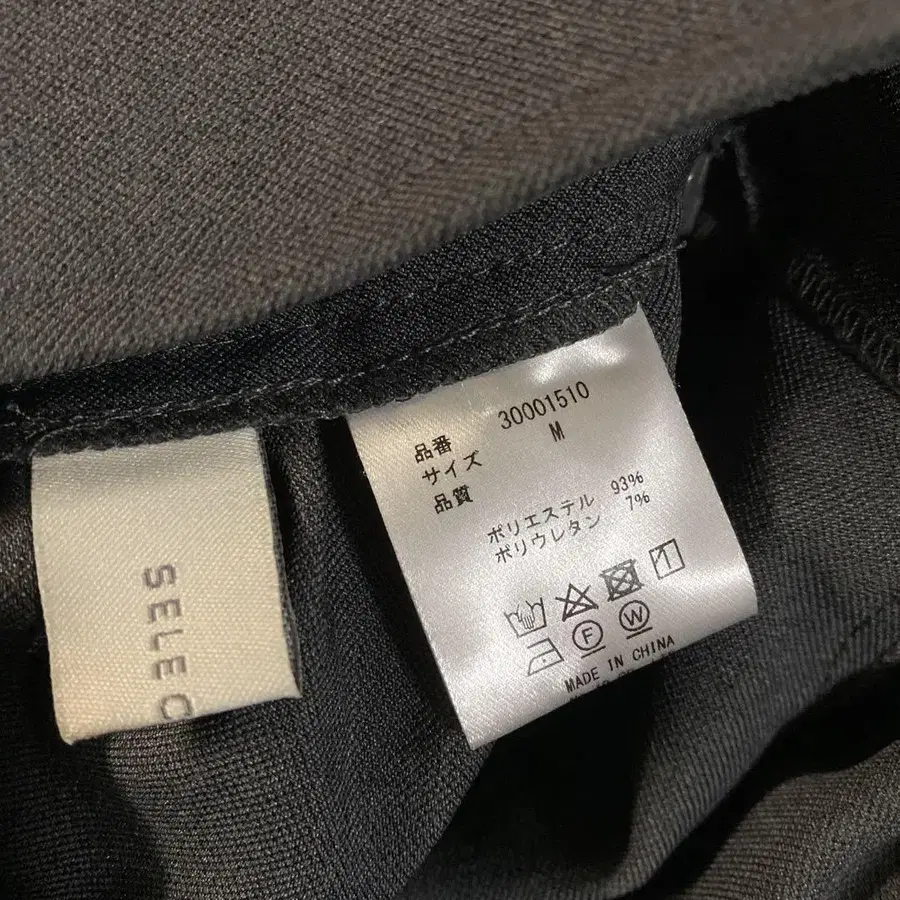 SELEC
品番 30001510
サイズ M
品質
ポリエステル 93%
ポリウレタン 7%
F
W
MADE IN CHINA